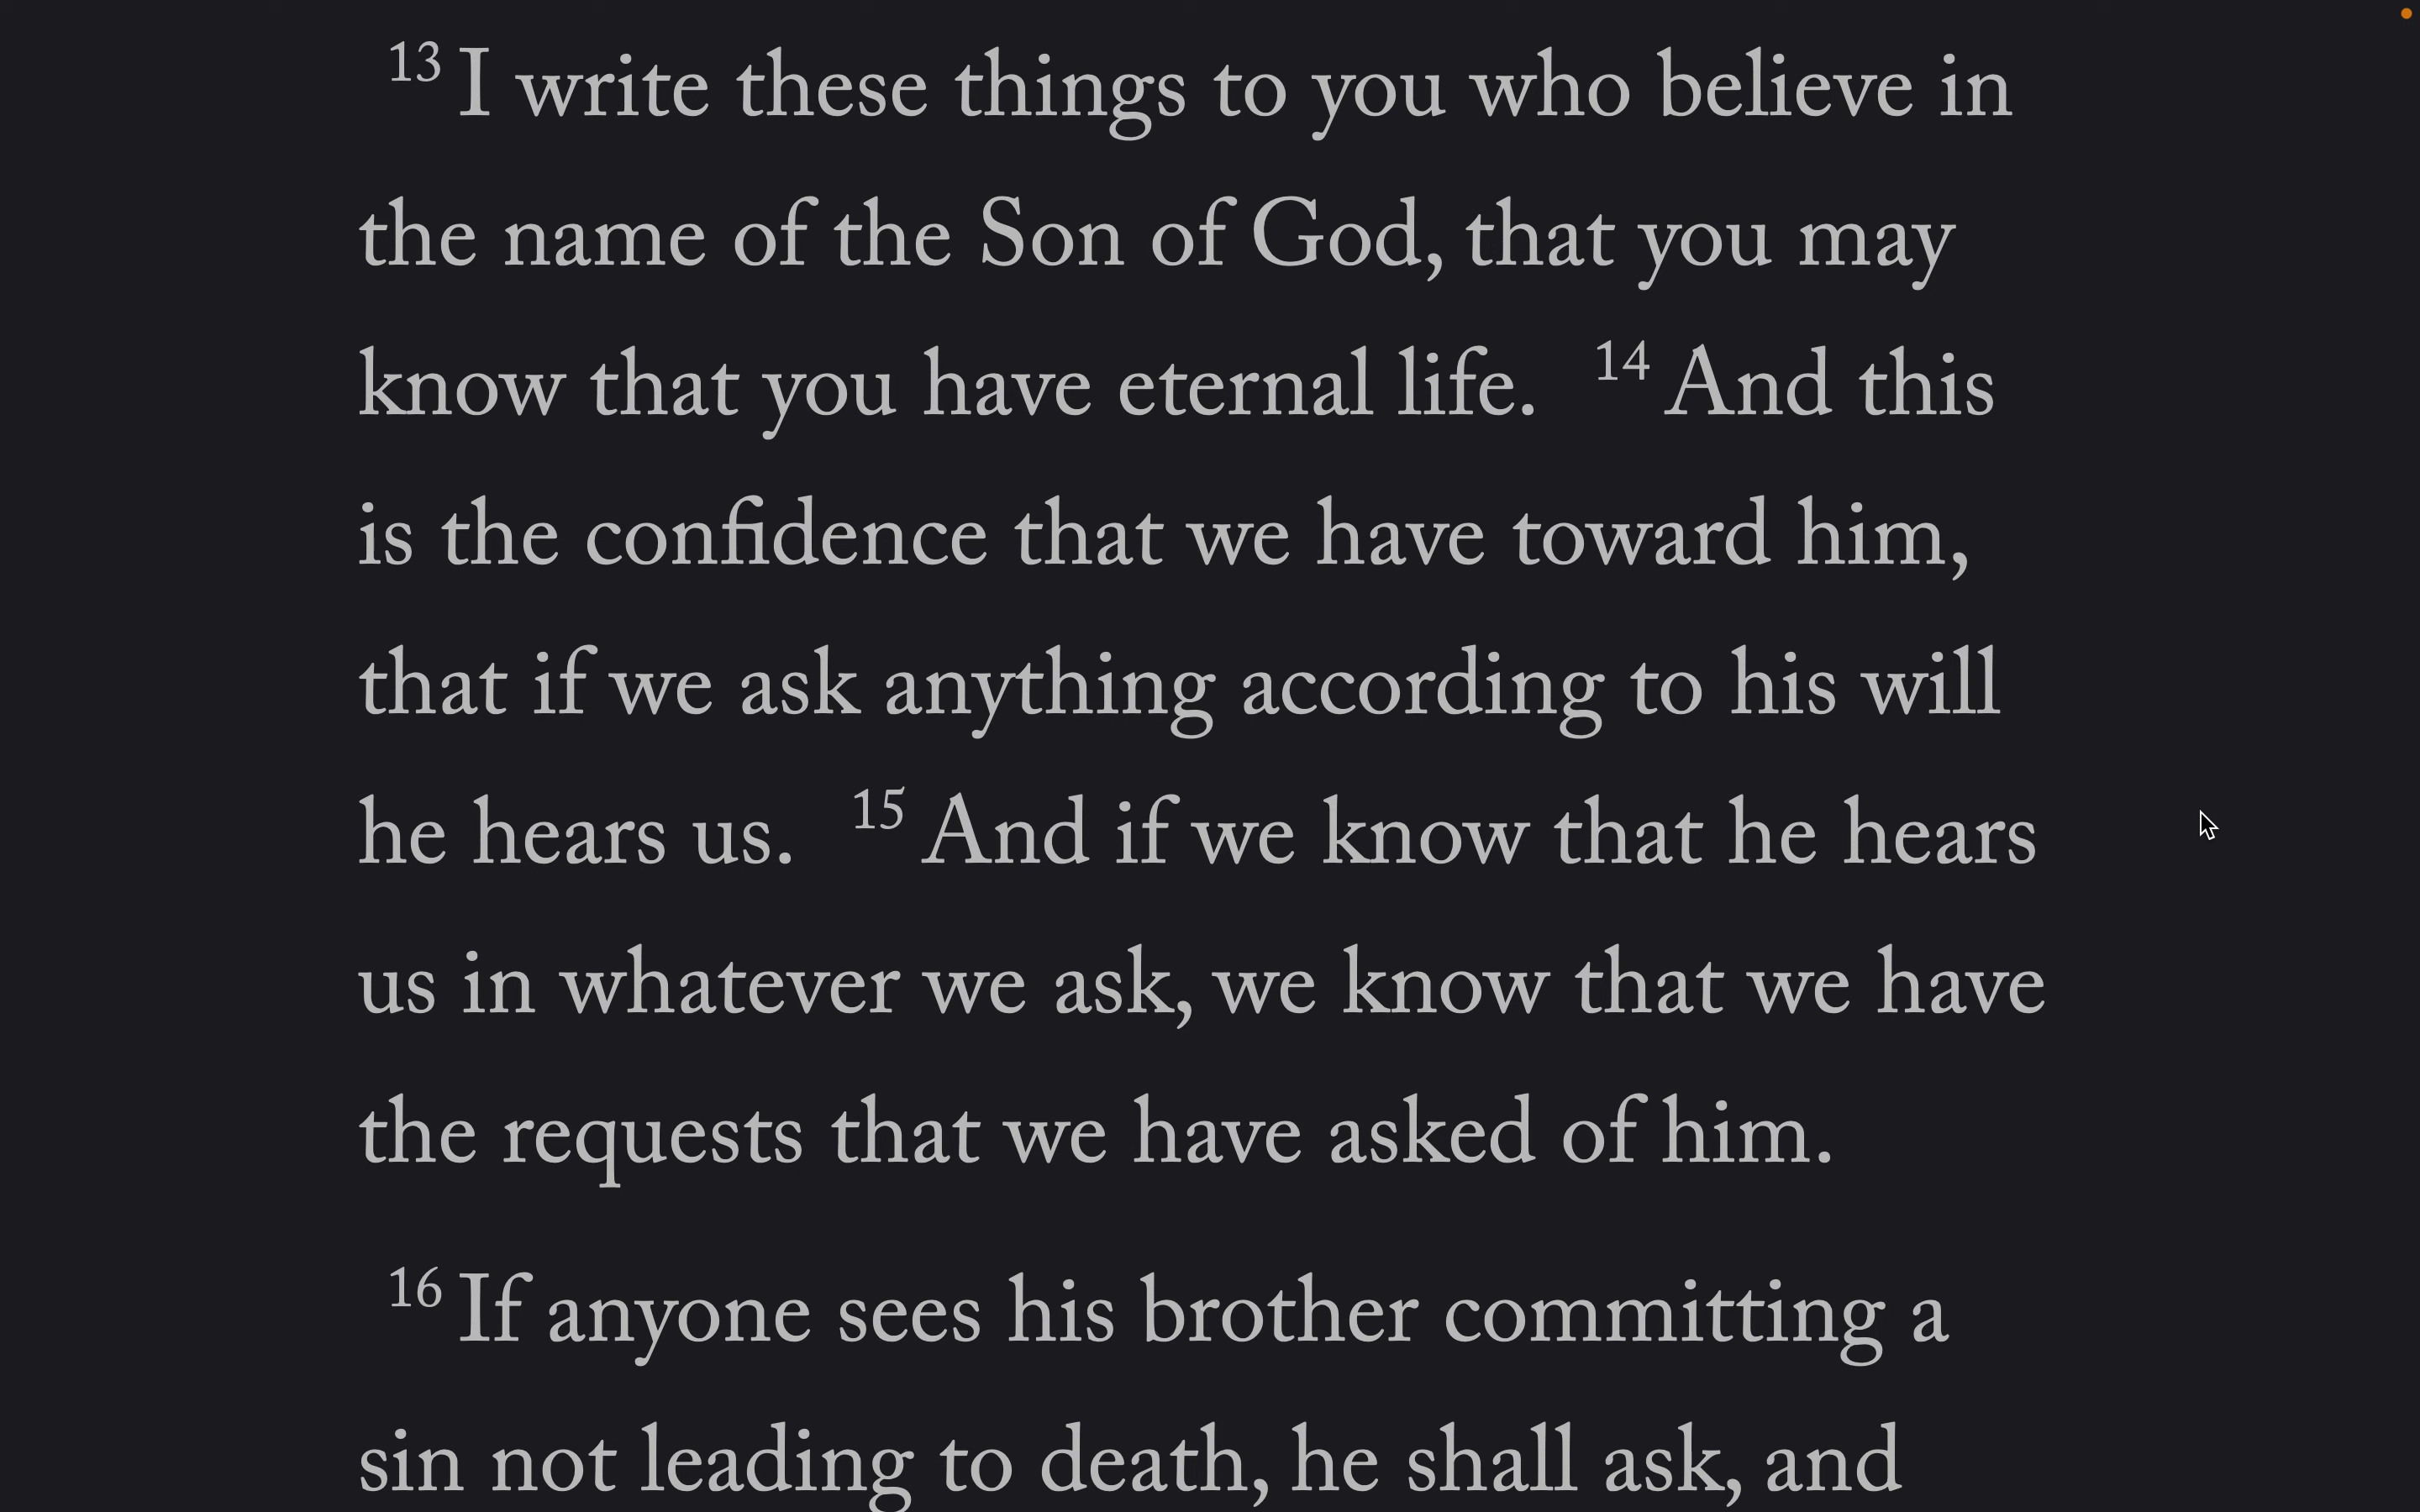 13 I write these things to you who believe in
the name of the Son of God, that you may
know that you have eternal life. 14 And this
is the confidence that we have toward him,
that if we ask anything according to his will
he hears us. 15 And if we know that he hears
us in whatever we ask, we know that we have
the requests that we have asked of him.
16 If anyone sees his brother committing a
sin not leading to death, he shall ask, and